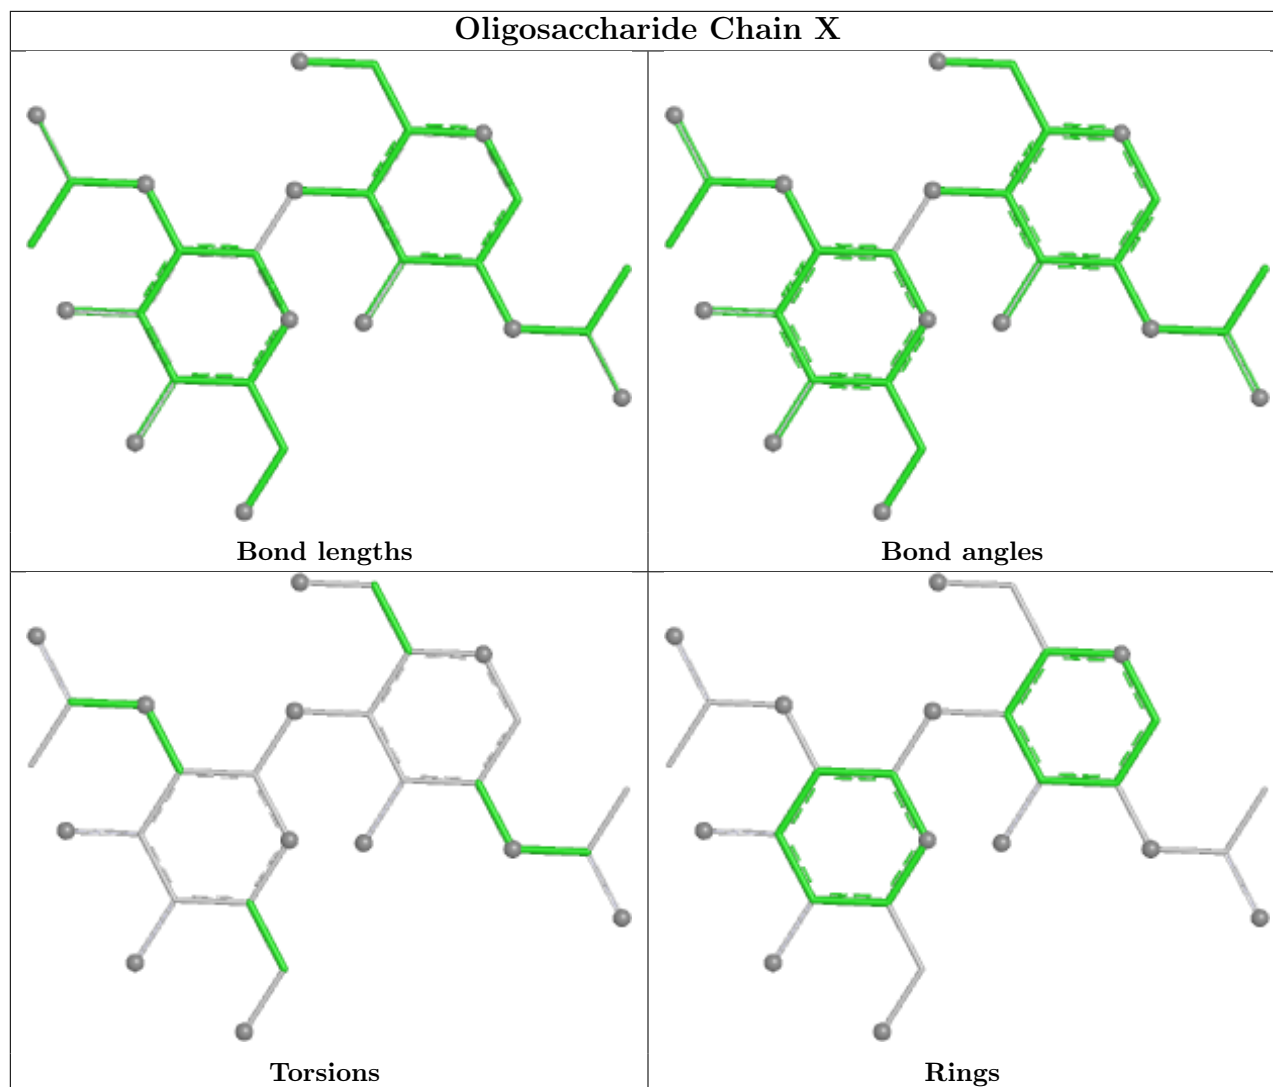 Oligosaccharide Chain X
Bond lengths
Bond angles
Torsions
Rings